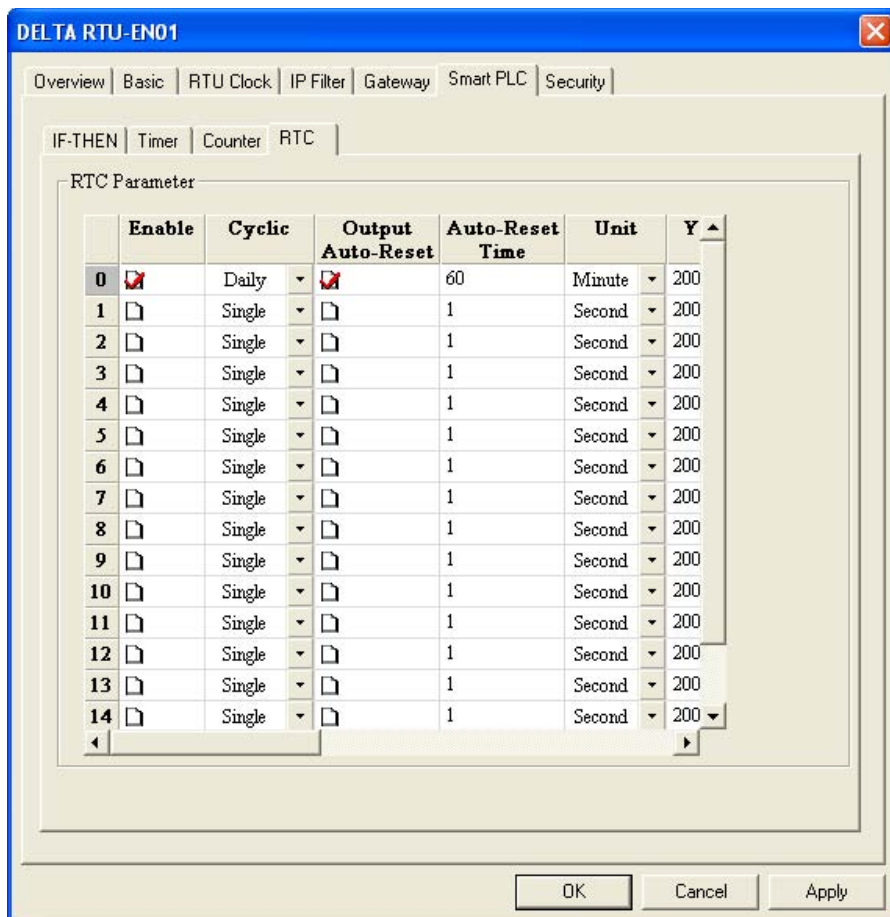 DELTA RTU-EN01
Overview Basic RTU Clock IP Filter Gateway Smart PLC Security
IF-THEN Timer Counter RTC
RTC Parameter
Enable Cyclic Output Auto-Reset Auto-Reset Time Unit Y
0 Daily 60 Minute 200
1 Single 1 Second 200
2 Single 1 Second 200
3 Single 1 Second 200
4 Single 1 Second 200
5 Single 1 Second 200
6 Single 1 Second 200
7 Single 1 Second 200
8 Single 1 Second 200
9 Single 1 Second 200
10 Single 1 Second 200
11 Single 1 Second 200
12 Single 1 Second 200
13 Single 1 Second 200
14 Single 1 Second 200
OK Cancel Apply